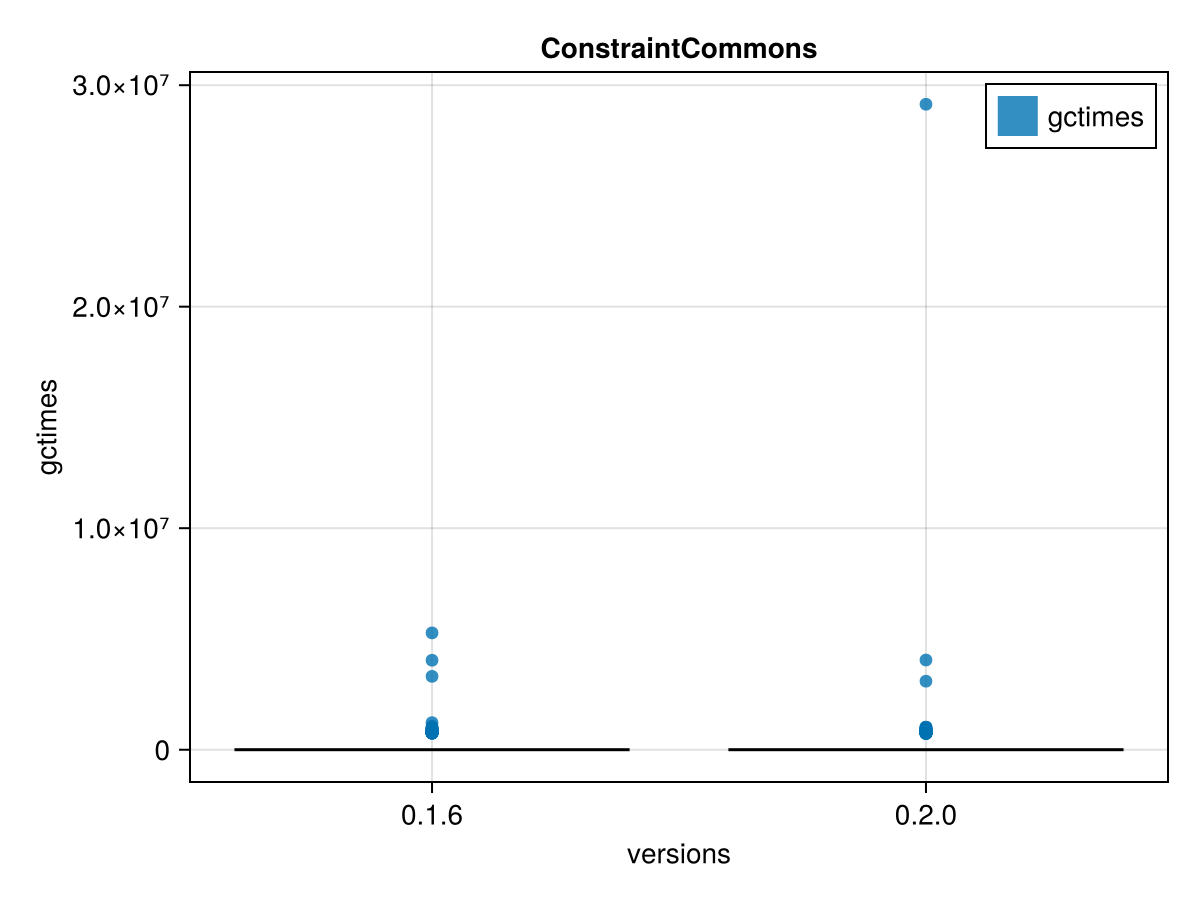 ConstraintCommons
3.0×10⁷
gctimes
2.0×10⁷
gctimes
1.0×10⁷
0
0.1.6
0.2.0
versions